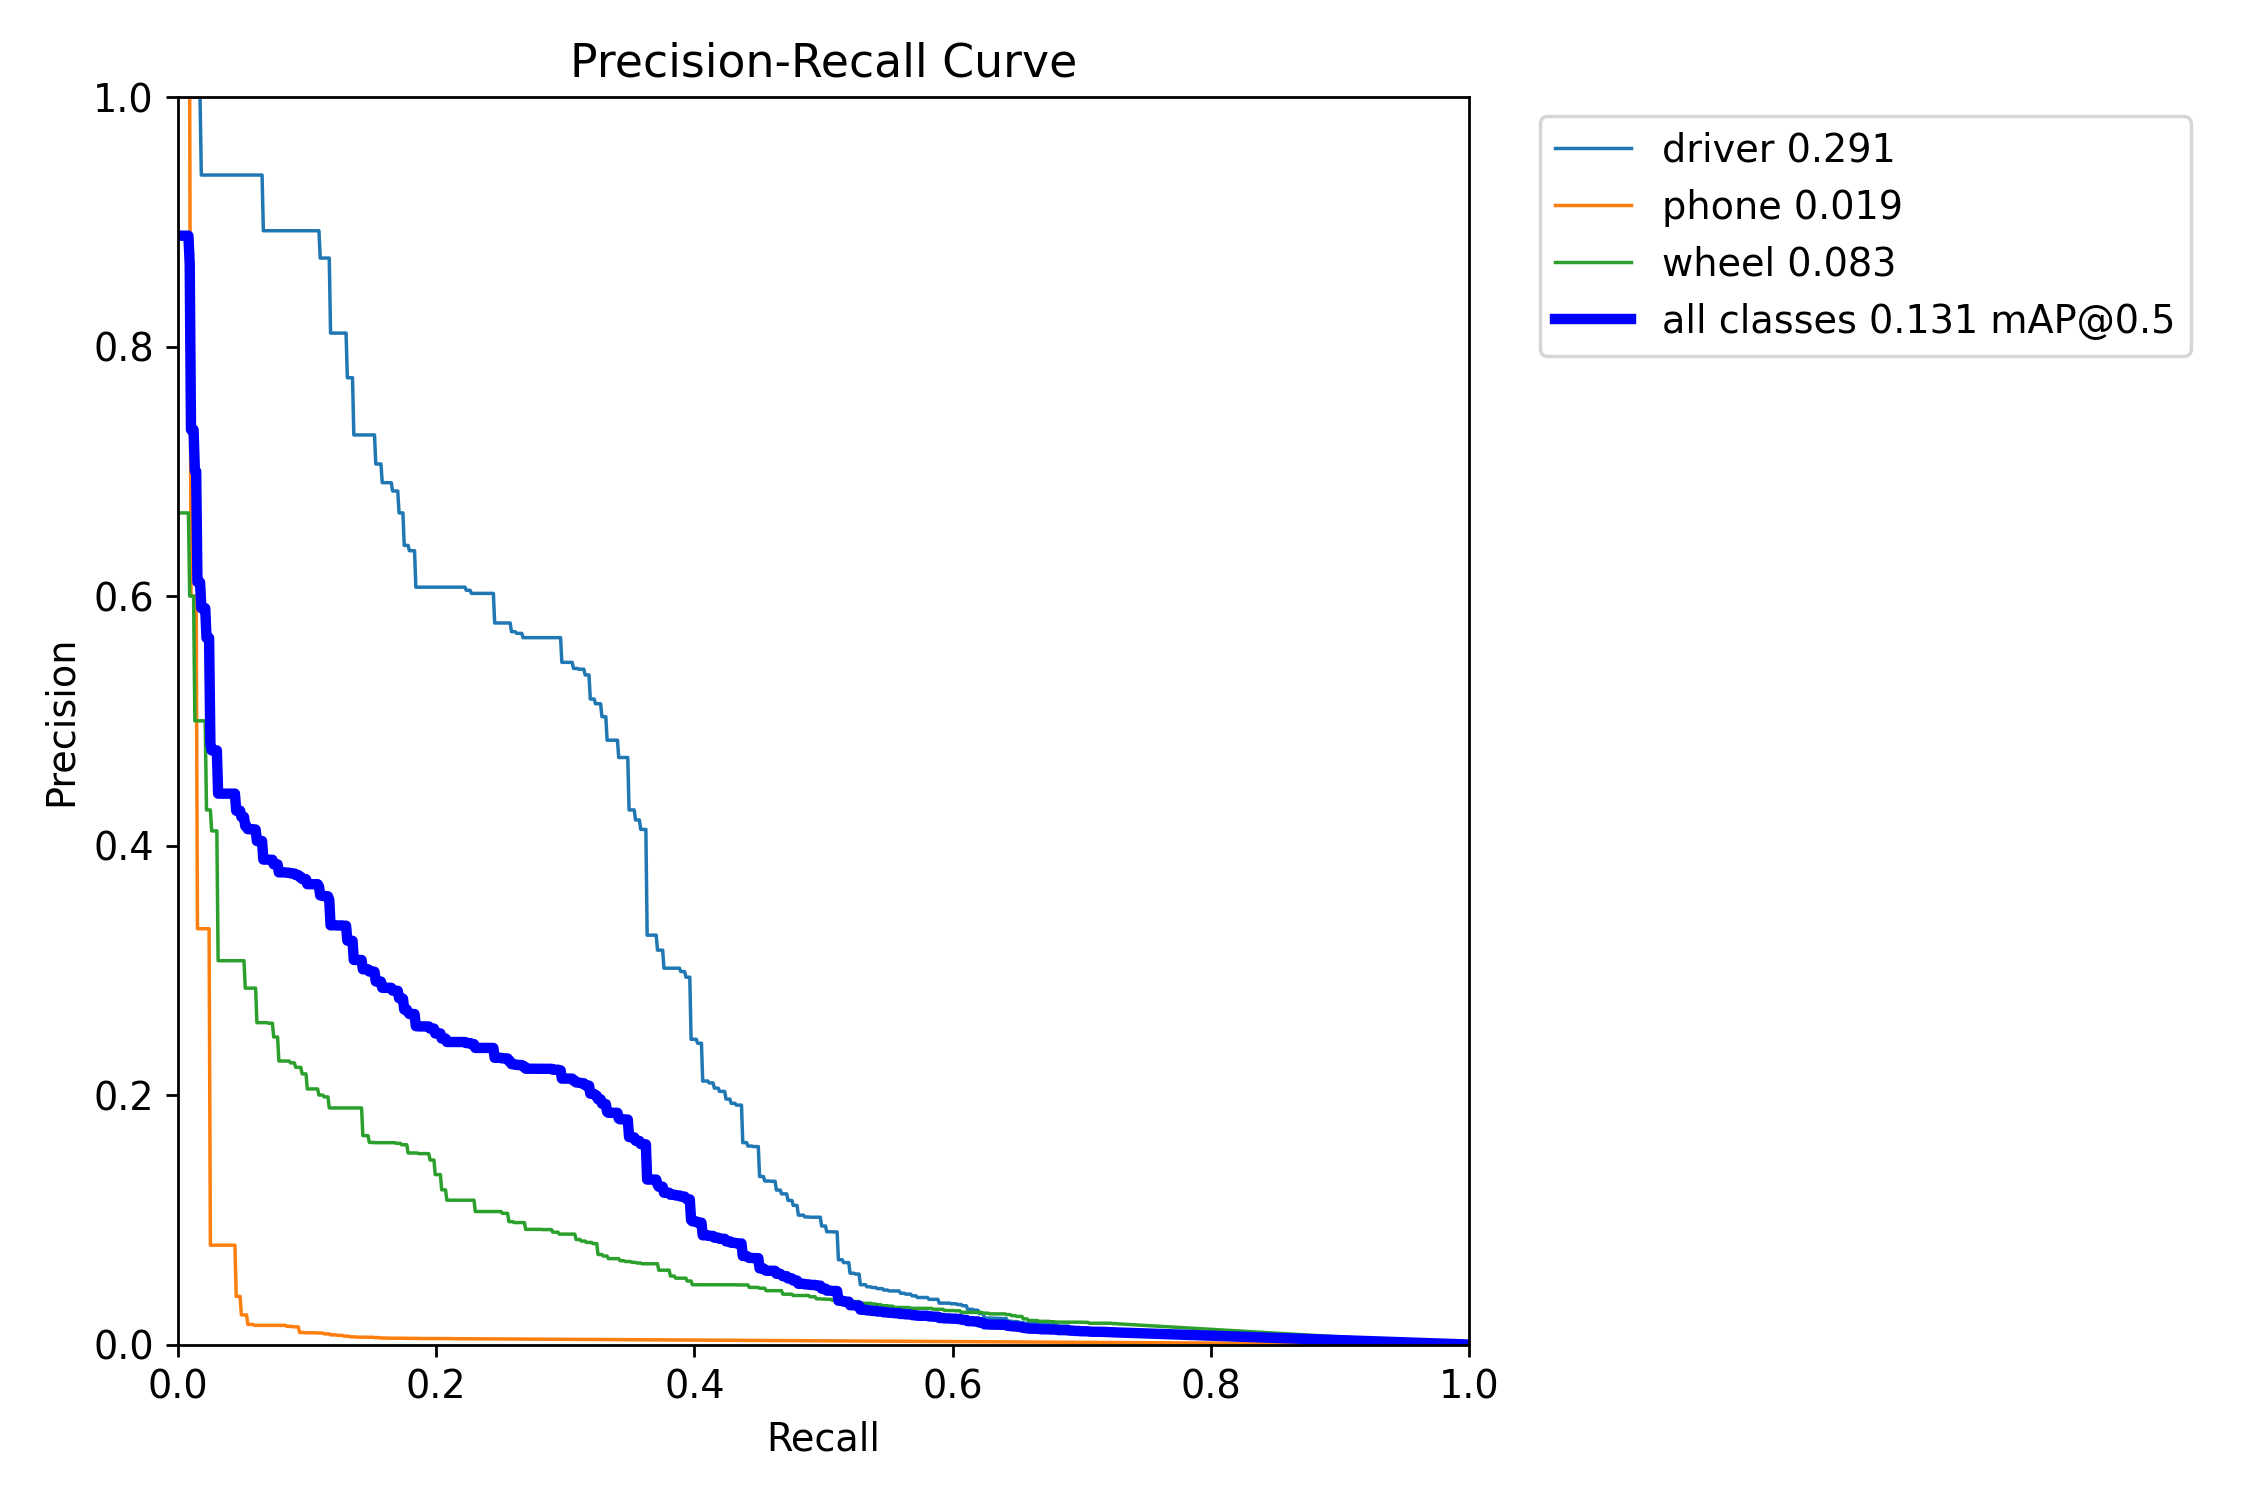 Precision-Recall Curve
1.0
0.8
0.6
0.4
0.2
0.0
Precision
0.0 0.2 0.4 0.6 0.8 1.0
Recall
driver 0.291
phone 0.019
wheel 0.083
all classes 0.131 mAP@0.5